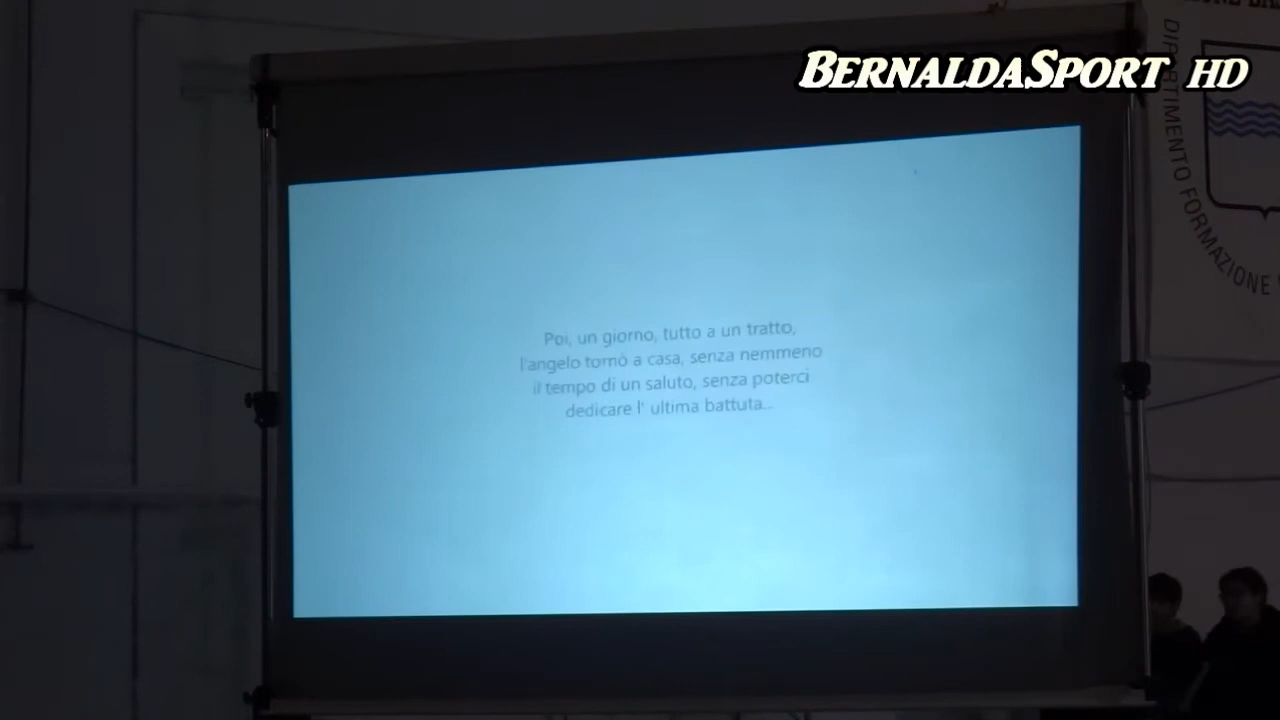 BERNALDASPORT HD
DIPARTIMENTO FORMAZIONE
Poi, un giorno, tutto a un tratto,
l'angelo tornò a casa, senza nemmeno
il tempo di un saluto, senza poterci
dedicare l' ultima battuta...